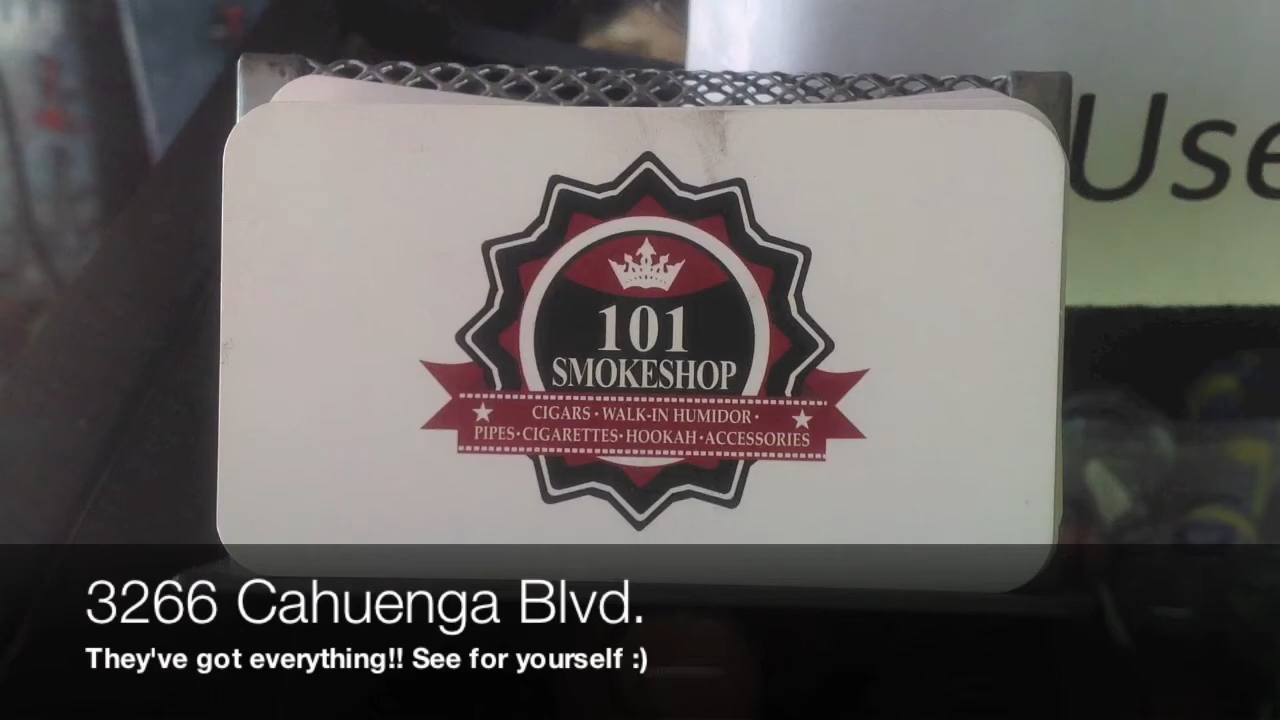 Use
101
SMOKESHOP
CIGARS • WALK-IN HUMIDOR •
PIPES • CIGARETTES • HOOKAH • ACCESSORIES
3266 Cahuenga Blvd.
They've got everything!! See for yourself :)